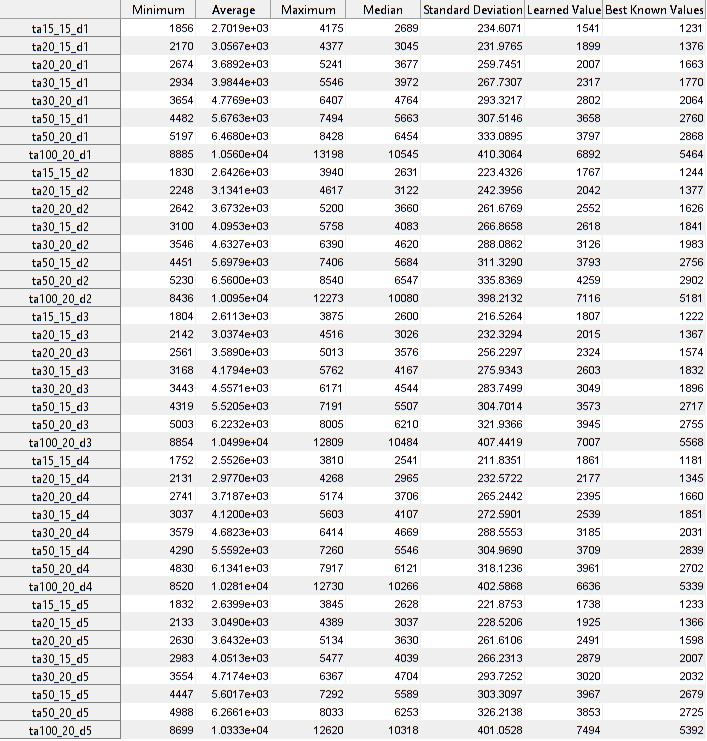 Minimum Average Maximum Median Standard Deviation Learned Value Best Known Values
ta15_15_d1 1856 2.7019e+03 4175 2689 234.6071 1541 1231
ta20_15_d1 2170 3.0567e+03 4377 3045 231.9765 1899 1376
ta20_20_d1 2674 3.6892e+03 5241 3677 259.7451 2007 1663
ta30_15_d1 2934 3.9844e+03 5546 3972 267.7307 2317 1770
ta30_20_d1 3654 4.7769e+03 6407 4764 293.3217 2802 2064
ta50_15_d1 4482 5.6763e+03 7494 5663 307.5146 3658 2760
ta50_20_d1 5197 6.4680e+03 8428 6454 333.0895 3797 2868
ta100_20_d1 8885 1.0560e+04 13198 10545 410.3064 6892 5464
ta15_15_d2 1830 2.6426e+03 3940 2631 223.4326 1767 1244
ta20_15_d2 2248 3.1341e+03 4617 3122 242.3956 2042 1377
ta20_20_d2 2642 3.6732e+03 5200 3660 261.6769 2552 1626
ta30_15_d2 3100 4.0953e+03 5758 4083 266.8658 2618 1841
ta30_20_d2 3546 4.6327e+03 6390 4620 288.0862 3126 1983
ta50_15_d2 4451 5.6979e+03 7406 5684 311.3290 3793 2756
ta50_20_d2 5230 6.5600e+03 8540 6547 335.8369 4259 2902
ta100_20_d2 8436 1.0095e+04 12273 10080 398.2132 7116 5181
ta15_15_d3 1804 2.6113e+03 3875 2600 216.5264 1807 1222
ta20_15_d3 2142 3.0374e+03 4516 3026 232.3294 2015 1367
ta20_20_d3 2561 3.5890e+03 5013 3576 256.2297 2324 1574
ta30_15_d3 3168 4.1794e+03 5762 4167 275.9343 2603 1832
ta30_20_d3 3443 4.5571e+03 6171 4544 283.7499 3049 1896
ta50_15_d3 4319 5.5205e+03 7191 5507 304.7014 3573 2717
ta50_20_d3 5003 6.2232e+03 8005 6210 321.9366 3945 2755
ta100_20_d3 8854 1.0499e+04 12809 10484 407.4419 7007 5568
ta15_15_d4 1752 2.5526e+03 3810 2541 211.8351 1861 1181
ta20_15_d4 2131 2.9770e+03 4268 2965 232.5722 2177 1345
ta20_20_d4 2741 3.7187e+03 5174 3706 265.2442 2395 1660
ta30_15_d4 3037 4.1200e+03 5603 4107 272.5901 2539 1851
ta30_20_d4 3579 4.6823e+03 6414 4669 288.5553 3185 2031
ta50_15_d4 4290 5.5592e+03 7260 5546 304.9690 3709 2839
ta50_20_d4 4830 6.1341e+03 7917 6121 318.1236 3961 2702
ta100_20_d4 8520 1.0281e+04 12730 10266 402.5868 6636 5339
ta15_15_d5 1832 2.6399e+03 3845 2628 221.8753 1738 1233
ta20_15_d5 2133 3.0490e+03 4389 3037 228.5206 1925 1366
ta20_20_d5 2630 3.6432e+03 5134 3630 261.6106 2491 1598
ta30_15_d5 2983 4.0513e+03 5477 4039 266.2313 2879 2007
ta30_20_d5 3554 4.7174e+03 6367 4704 293.7252 3020 2032
ta50_15_d5 4447 5.6017e+03 7292 5589 303.3097 3967 2679
ta50_20_d5 4988 6.2661e+03 8033 6253 326.2138 3853 2725
ta100_20_d5 8699 1.0333e+04 12620 10318 401.0528 7494 5392